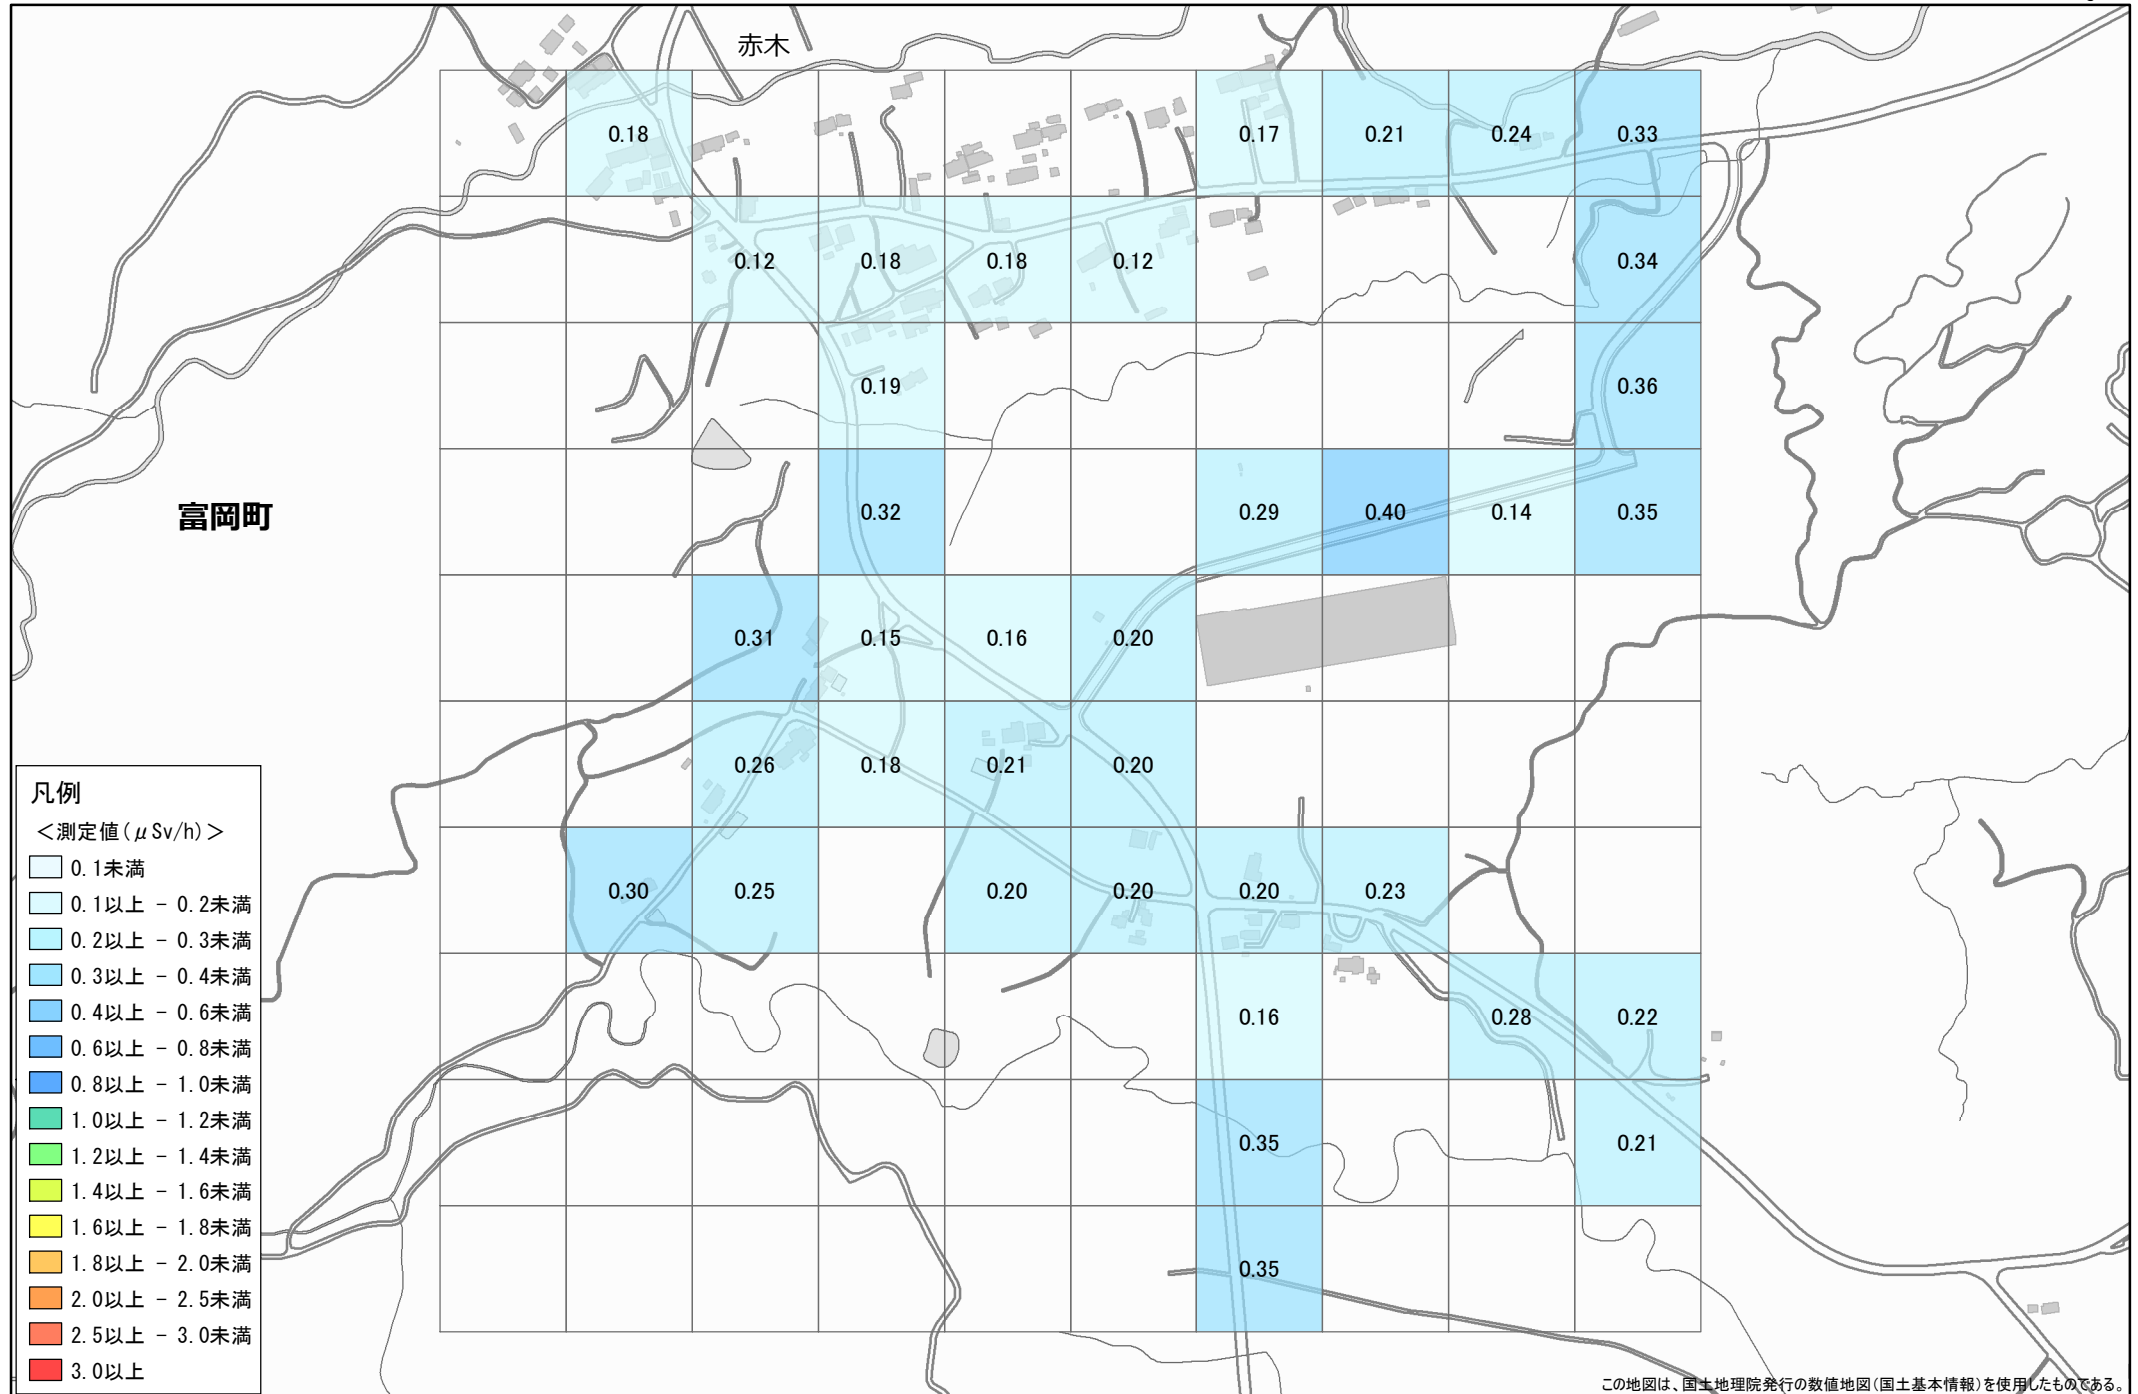 赤木
0.18 0.17 0.21 0.24 0.33
0.12 0.18 0.18 0.12 0.34
0.19 0.36
富岡町
0.32 0.29 0.40 0.14 0.35
0.31 0.15 0.16 0.20
0.26 0.18 0.21 0.20
0.30 0.25 0.20 0.20 0.20 0.23
0.16 0.28 0.22
0.35 0.21
0.35
凡例
<測定値(μSv/h)>
0.1未満
0.1以上 - 0.2未満
0.2以上 - 0.3未満
0.3以上 - 0.4未満
0.4以上 - 0.6未満
0.6以上 - 0.8未満
0.8以上 - 1.0未満
1.0以上 - 1.2未満
1.2以上 - 1.4未満
1.4以上 - 1.6未満
1.6以上 - 1.8未満
1.8以上 - 2.0未満
2.0以上 - 2.5未満
2.5以上 - 3.0未満
3.0以上
この地図は、国土地理院発行の数値地図(国土基本情報)を使用したものである。